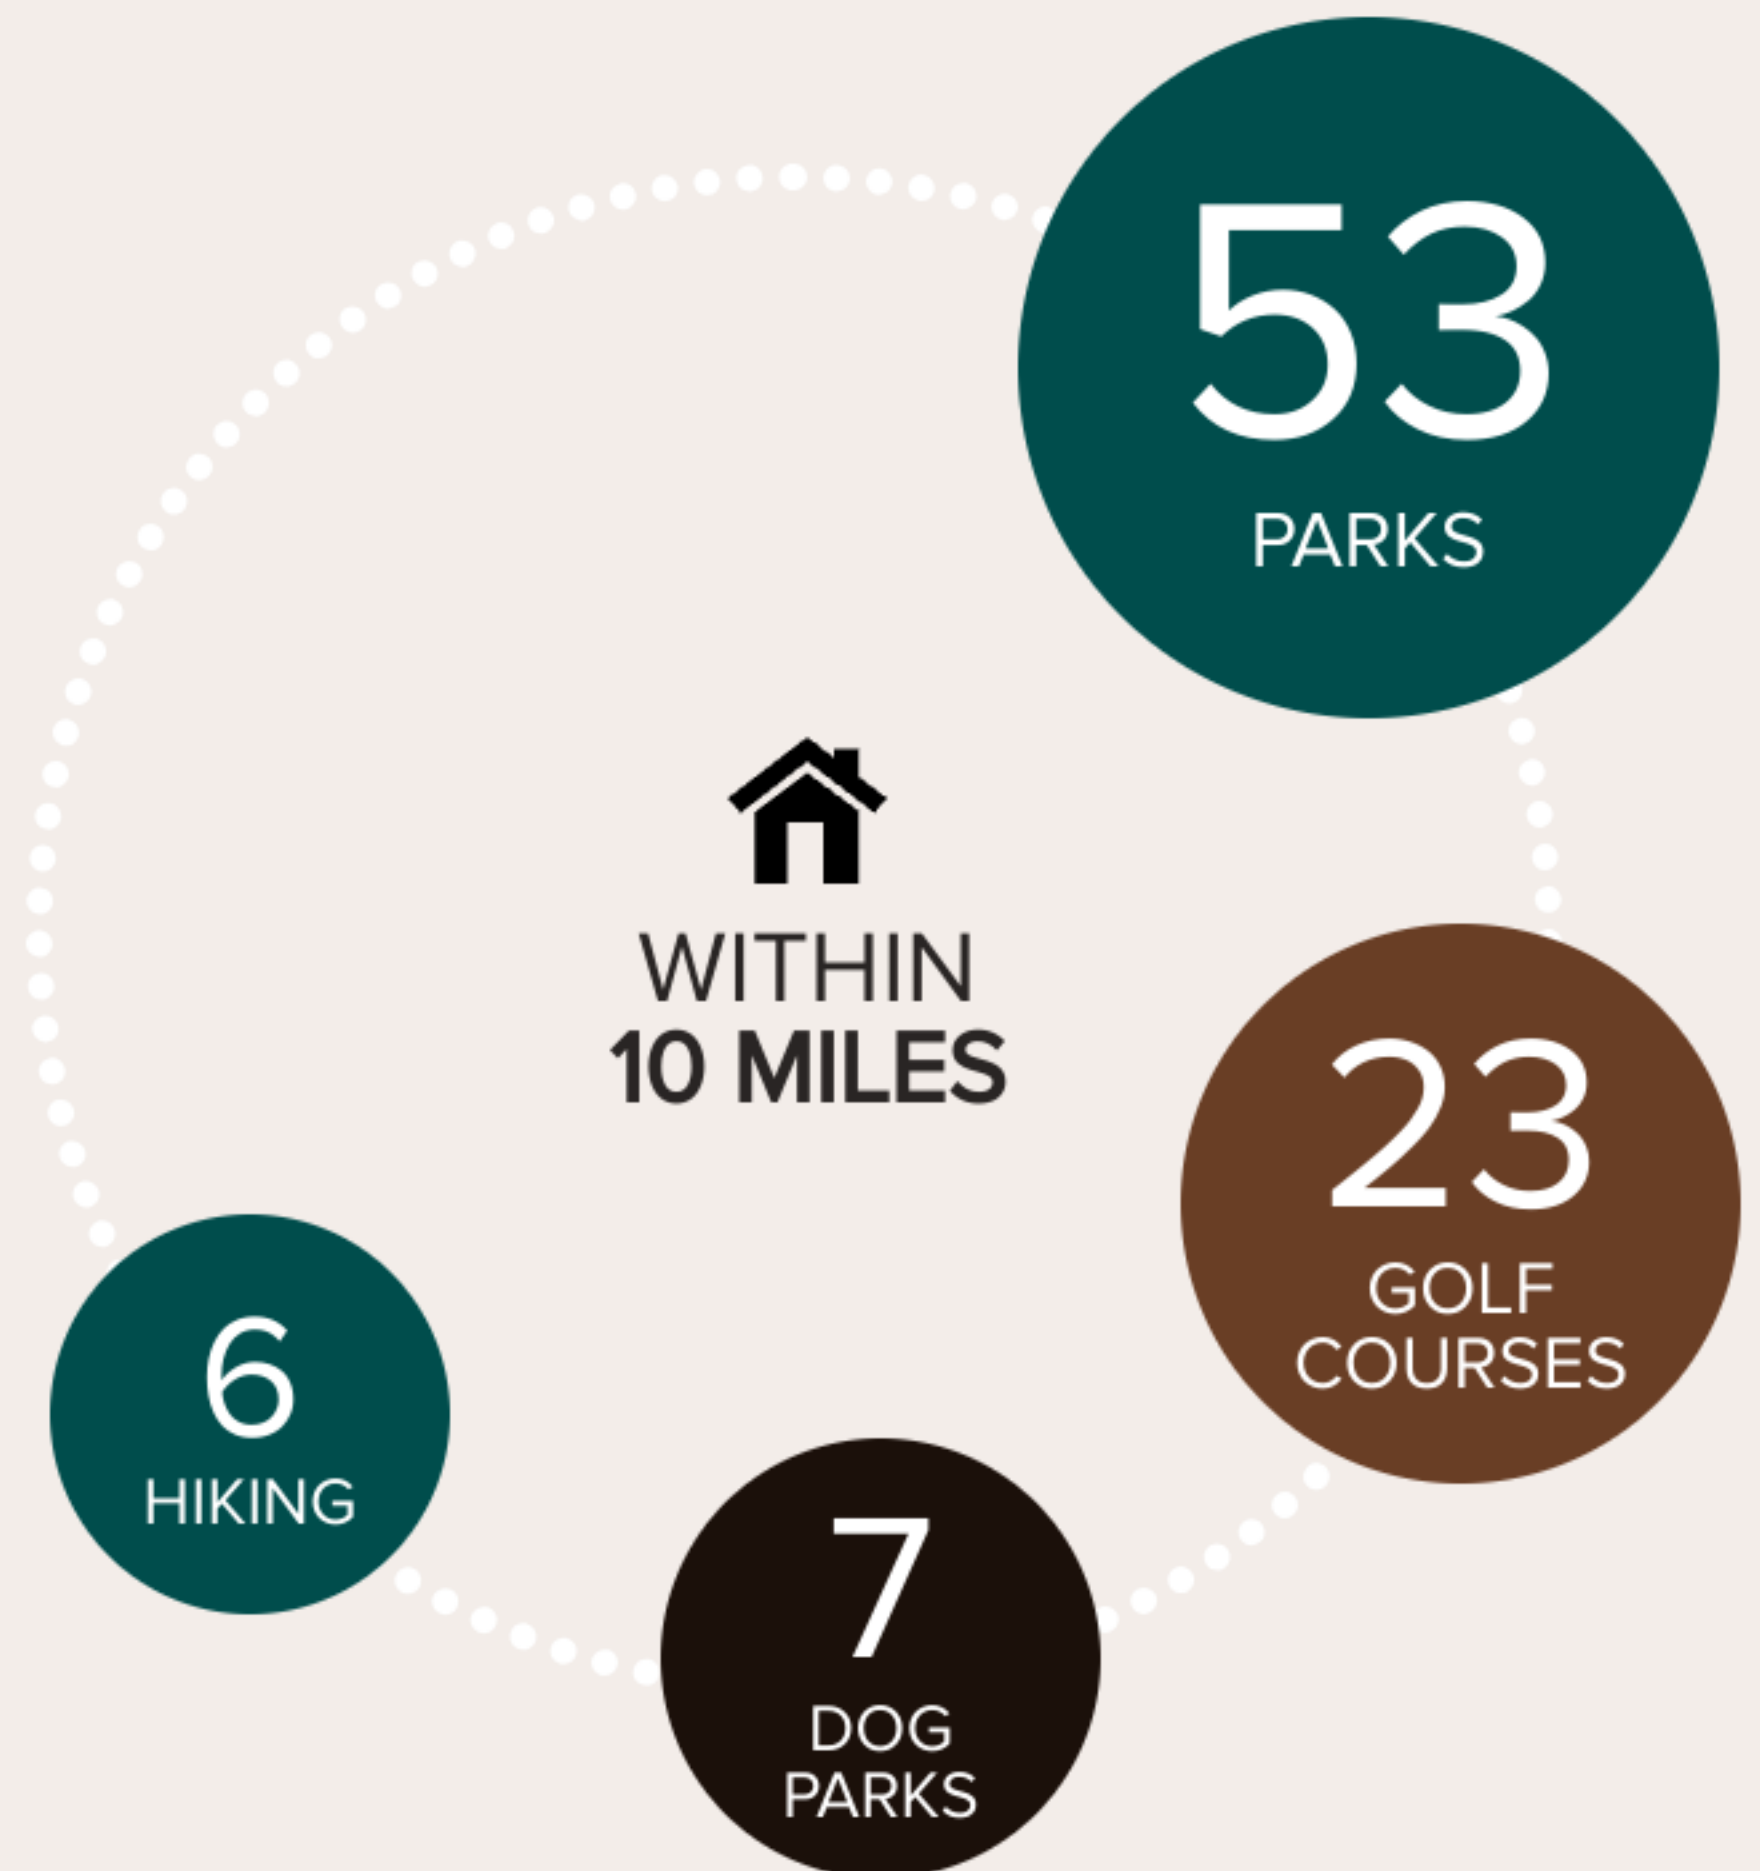 53
PARKS
WITHIN
10 MILES
23
GOLF
COURSES
6
HIKING
7
DOG
PARKS